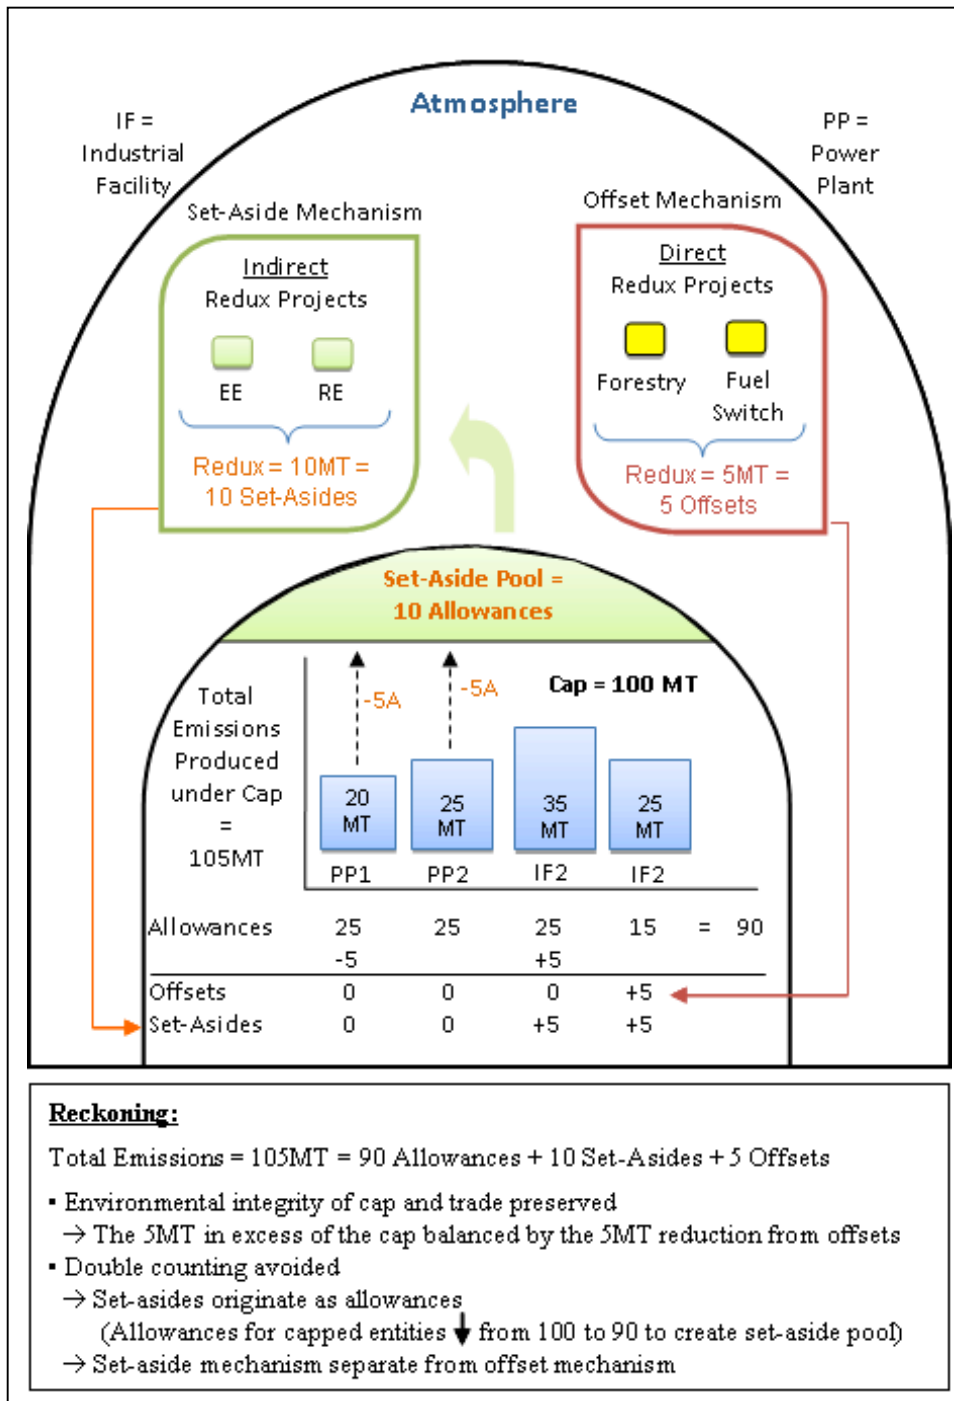 Atmosphere
IF =
Industrial
Facility
PP =
Power
Plant
Set-Aside Mechanism
Indirect
Redux Projects
EE RE
Redux = 10MT =
10 Set-Asides
Offset Mechanism
Direct
Redux Projects
Forestry Fuel
Switch
Redux = 5MT =
5 Offsets
Set-Aside Pool =
10 Allowances
-5A -5A Cap = 100 MT
Total
Emissions
Produced
under Cap
=
105MT
20
MT
25
MT
35
MT
25
MT
PP1 PP2 IF2 IF2
Allowances 25 25 25 15 = 90
-5 +5
Offsets 0 0 0 +5
Set-Asides 0 0 +5 +5
Reckoning:
Total Emissions = 105MT = 90 Allowances + 10 Set-Asides + 5 Offsets
▪ Environmental integrity of cap and trade preserved
→ The 5MT in excess of the cap balanced by the 5MT reduction from offsets
▪ Double counting avoided
→ Set-asides originate as allowances
(Allowances for capped entities ↓ from 100 to 90 to create set-aside pool)
→ Set-aside mechanism separate from offset mechanism